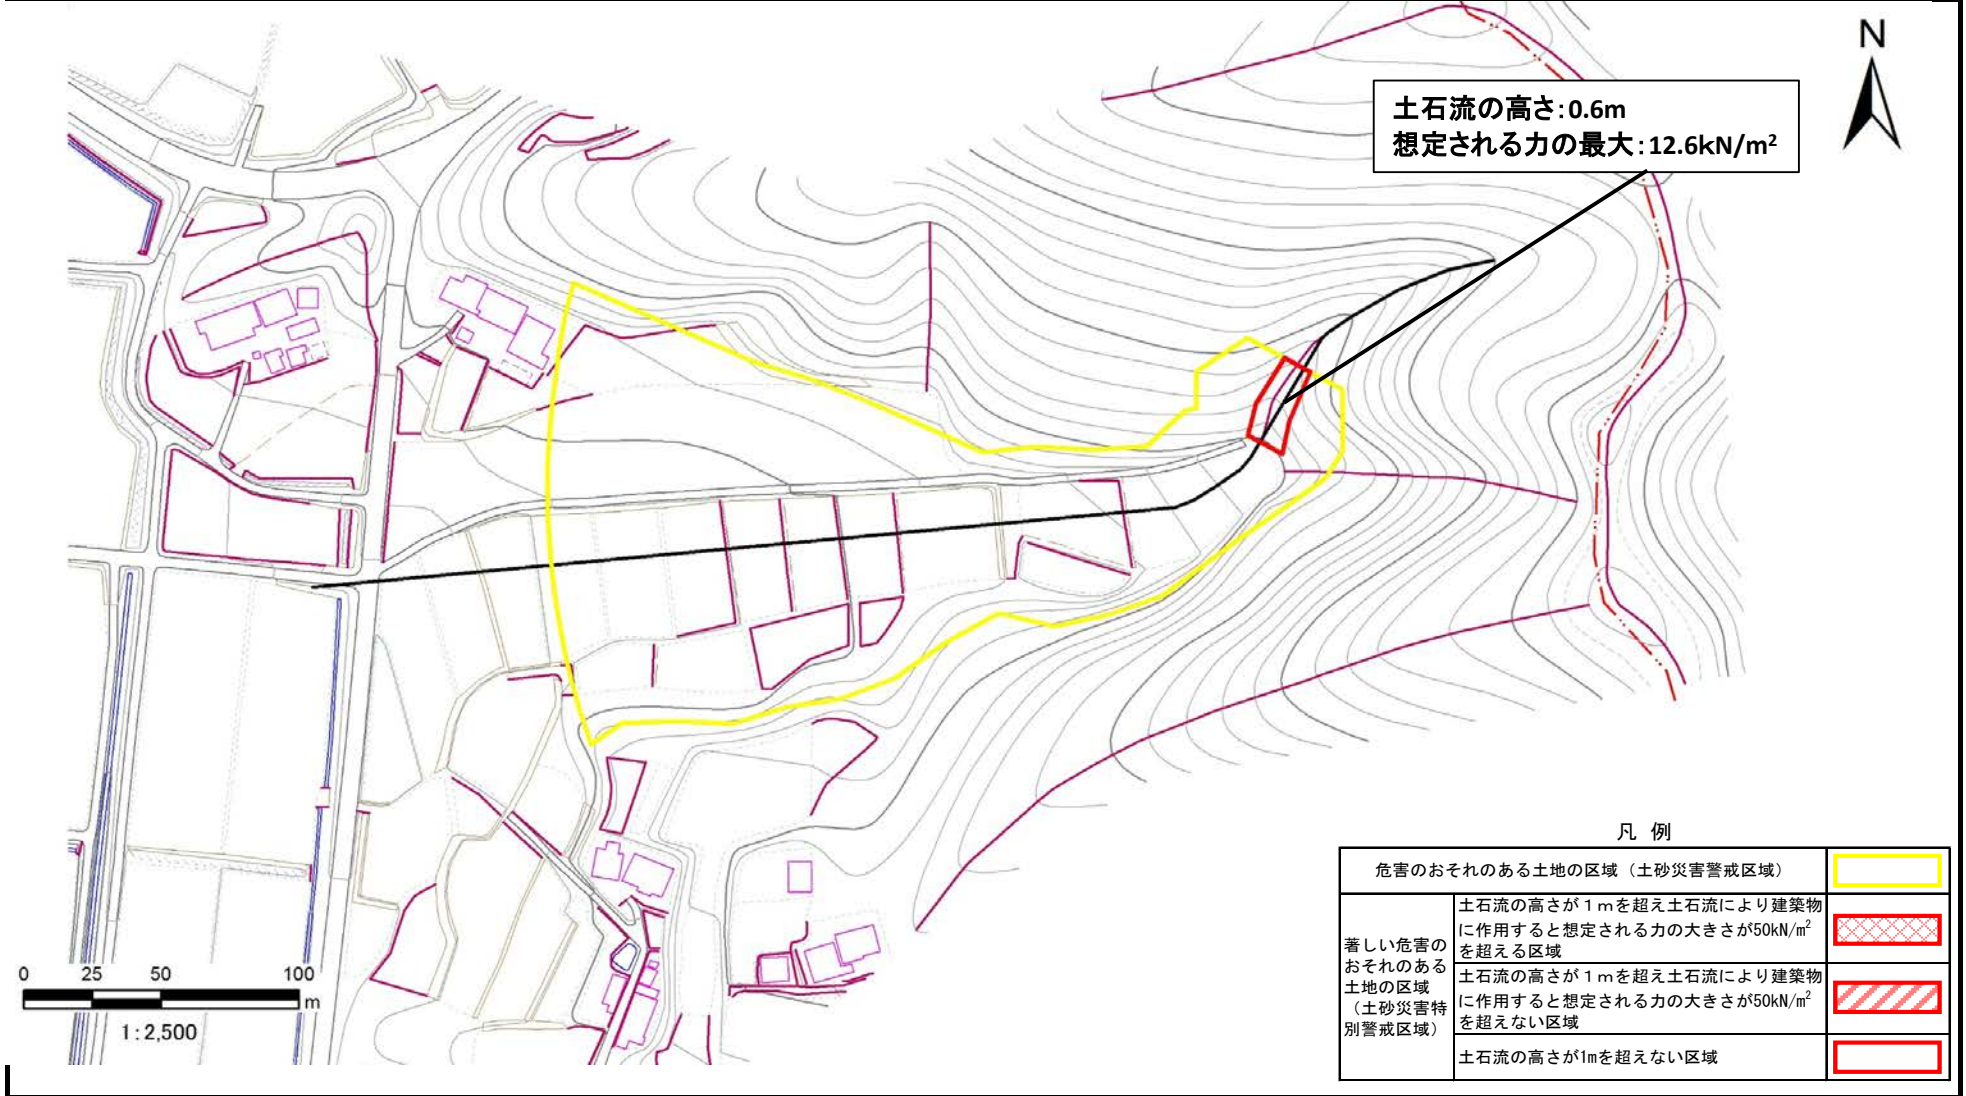 N
土石流の高さ:0.6m
想定される力の最大:12.6kN/m²
凡 例
危害のおそれのある土地の区域（土砂災害警戒区域）
著しい危害の
おそれのある
土地の区域
（土砂災害特
別警戒区域）
土石流の高さが１ｍを超え土石流により建築物
に作用すると想定される力の大きさが50kN/㎡
を超える区域
土石流の高さが１ｍを超え土石流により建築物
に作用すると想定される力の大きさが50kN/㎡
を超えない区域
土石流の高さが1mを超えない区域
0 25 50 100
m
1:2,500